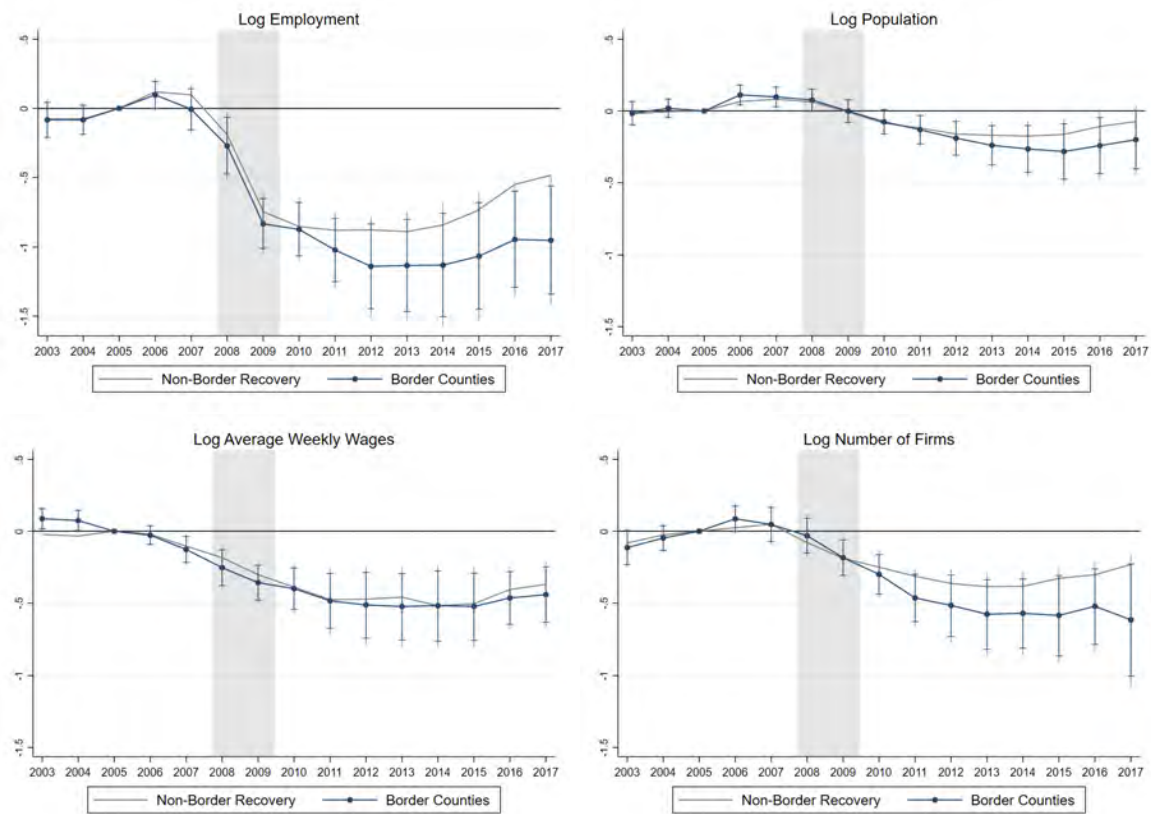 Log Employment
.5
0
-.5
-1
-1.5
2003 2004 2005 2006 2007 2008 2009 2010 2011 2012 2013 2014 2015 2016 2017
Non-Border Recovery Border Counties
Log Population
.5
0
-.5
-1
-1.5
2003 2004 2005 2006 2007 2008 2009 2010 2011 2012 2013 2014 2015 2016 2017
Non-Border Recovery Border Counties
Log Average Weekly Wages
.5
0
-.5
-1
-1.5
2003 2004 2005 2006 2007 2008 2009 2010 2011 2012 2013 2014 2015 2016 2017
Non-Border Recovery Border Counties
Log Number of Firms
.5
0
-.5
-1
-1.5
2003 2004 2005 2006 2007 2008 2009 2010 2011 2012 2013 2014 2015 2016 2017
Non-Border Recovery Border Counties